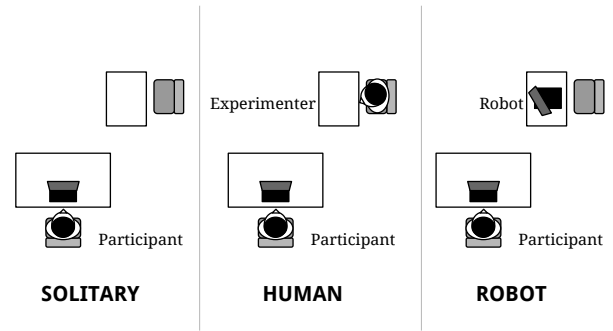 Experimenter
Robot
Participant
Participant
Participant
SOLITARY
HUMAN
ROBOT